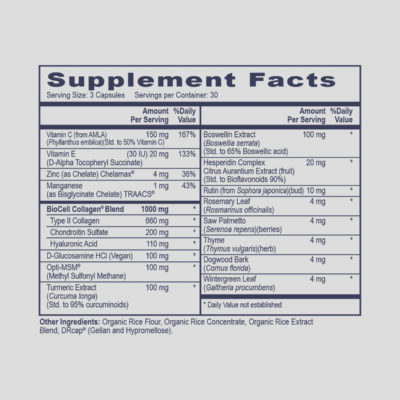 Supplement Facts
Serving Size: 3 Capsules Servings per Container: 30
Amount Per Serving %Daily Value
Vitamin C (from AMLA) 150 mg 167%
(Phyllanthus emblica)(Std. to 50% Vitamin C)
Vitamin E (30 IU) 20 mg 133%
(D-Alpha Tocopheryl Succinate)
Zinc (as Chelate) Chelamax® 4 mg 36%
Manganese 1 mg 43%
(as Bisglycinate Chelate) TRAACS®
BioCell Collagen® Blend 1000 mg *
Type II Collagen 660 mg *
Chondroitin Sulfate 200 mg *
Hyaluronic Acid 110 mg *
D-Glucosamine HCl (Vegan) 100 mg *
Opti-MSM® 100 mg *
(Methyl Sulfonyl Methane)
Turmeric Extract 100 mg *
(Curcuma longa)
(Std. to 95% curcuminoids)
Amount Per Serving %Daily Value
Boswellin Extract 100 mg *
(Boswellia serrata)
(Std. to 65% Boswellic acid)
Hesperidin Complex 20 mg *
Citrus Aurantium Extract (fruit)
(Std. to Bioflavonoids 90%)
Rutin (from Sophora japonica)(bud) 10 mg *
Rosemary Leaf 4 mg *
(Rosmarinus officinalis)
Saw Palmetto 4 mg *
(Serenoa repens)(berries)
Thyme 4 mg *
(Thymus vulgaris)(herb)
Dogwood Bark 4 mg *
(Cornus florida)
Wintergreen Leaf 4 mg *
(Galtheria procumbens)
* Daily Value not established
Other Ingredients: Organic Rice Flour, Organic Rice Concentrate, Organic Rice Extract
Blend, DRcap® (Gellan and Hypromellose).